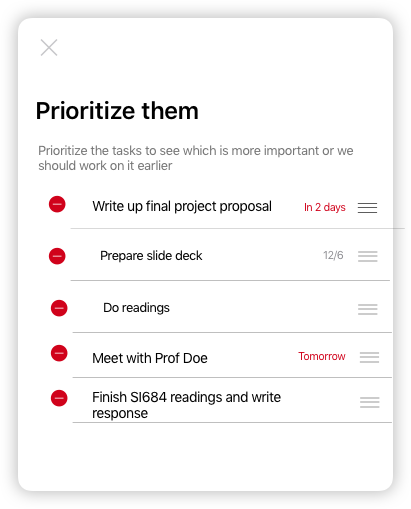 Prioritize them
Prioritize the tasks to see which is more important or we
should work on it earlier
Write up final project proposal In 2 days
Prepare slide deck 12/6
Do readings
Meet with Prof Doe Tomorrow
Finish SI684 readings and write
response